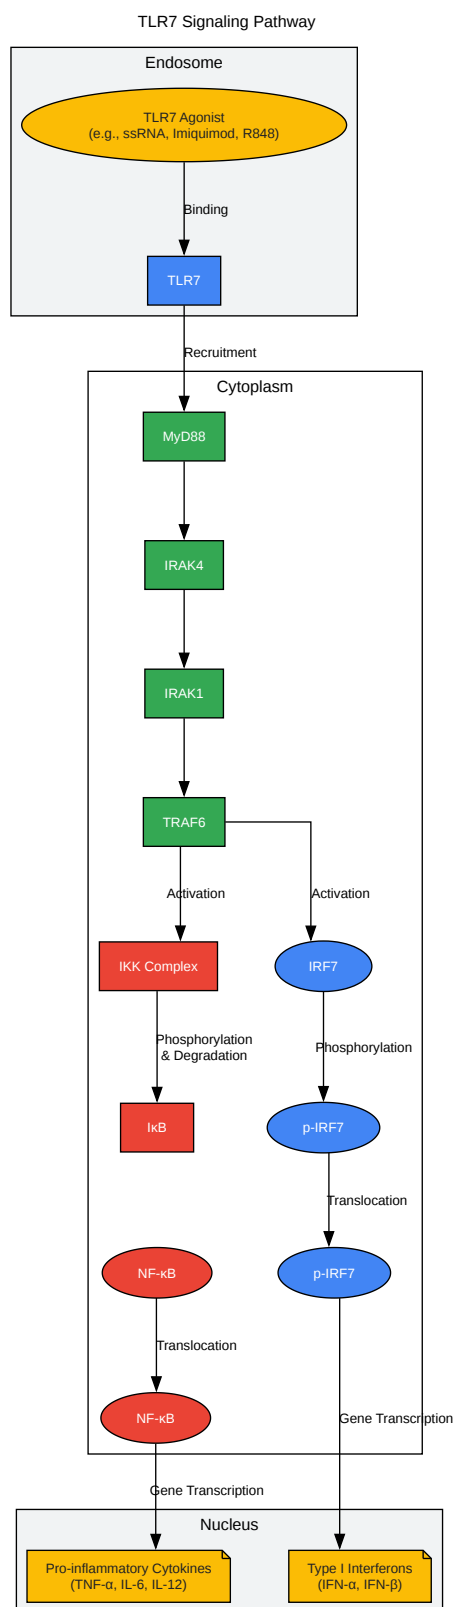 TLR7 Signaling Pathway
Endosome
TLR7 Agonist
(e.g., ssRNA, Imiquimod, R848)
Binding
TLR7
Recruitment
Cytoplasm
MyD88
IRAK4
IRAK1
TRAF6
Activation
Activation
IKK Complex
IRF7
Phosphorylation
& Degradation
Phosphorylation
IκB
p-IRF7
Translocation
NF-κB
p-IRF7
Translocation
NF-κB
Gene Transcription
Gene Transcription
Nucleus
Pro-inflammatory Cytokines
(TNF-α, IL-6, IL-12)
Type I Interferons
(IFN-α, IFN-β)